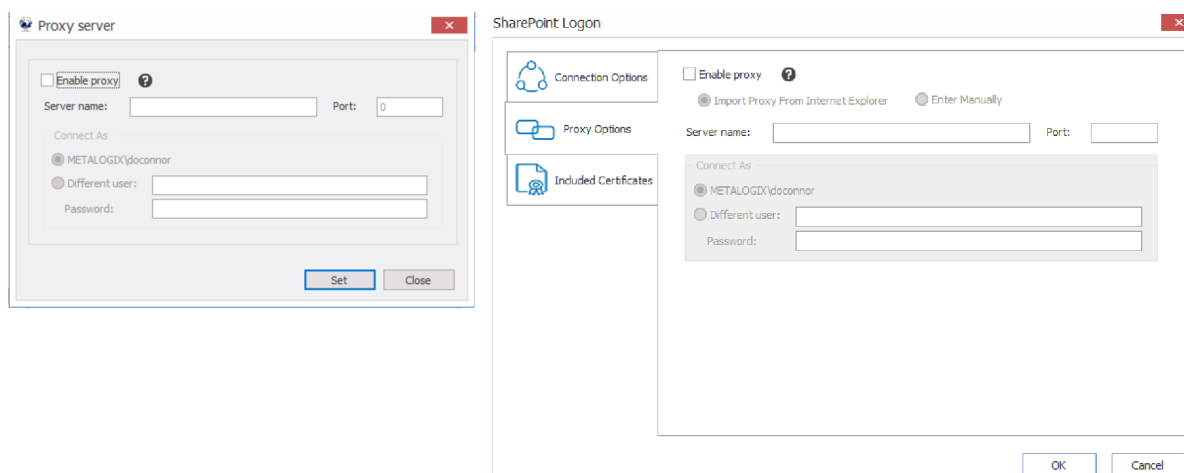 Proxy server
Enable proxy
Server name:
Port:
0
Connect As
METALOGIX\doconnor
Different user:
Password:
Set
Close
SharePoint Logon
Connection Options
Proxy Options
Included Certificates
Enable proxy
Import Proxy From Internet Explorer
Enter Manually
Server name:
Port:
Connect As
METALOGIX\doconnor
Different user:
Password:
OK
Cancel